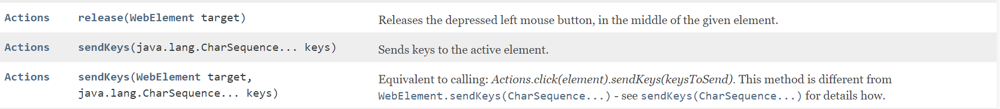 Actions release(WebElement target) Releases the depressed left mouse button, in the middle of the given element.
Actions sendKeys(java.lang.CharSequence... keys) Sends keys to the active element.
Actions sendKeys(WebElement target, Equivalent to calling: Actions.click(element).sendKeys(keysToSend). This method is different from
java.lang.CharSequence... keys) WebElement.sendKeys(CharSequence...) - see sendKeys(CharSequence...) for details how.